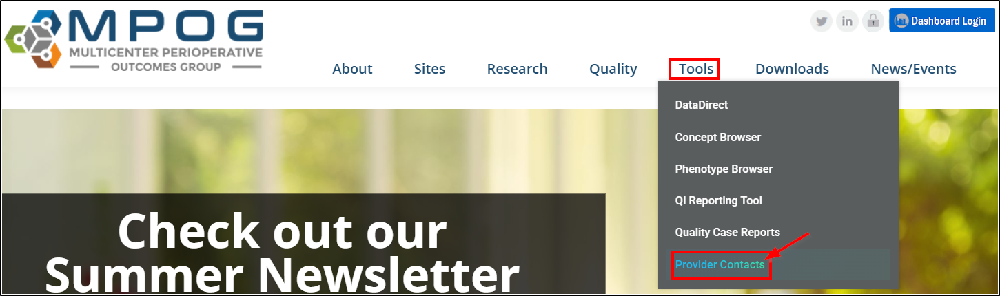 MPOG
MULTICENTER PERIOPERATIVE
OUTCOMES GROUP
in
Dashboard Login
About Sites Research Quality Tools Downloads News/Events
DataDirect
Concept Browser
Phenotype Browser
QI Reporting Tool
Quality Case Reports
Provider Contacts
Check out our
Summer Newsletter